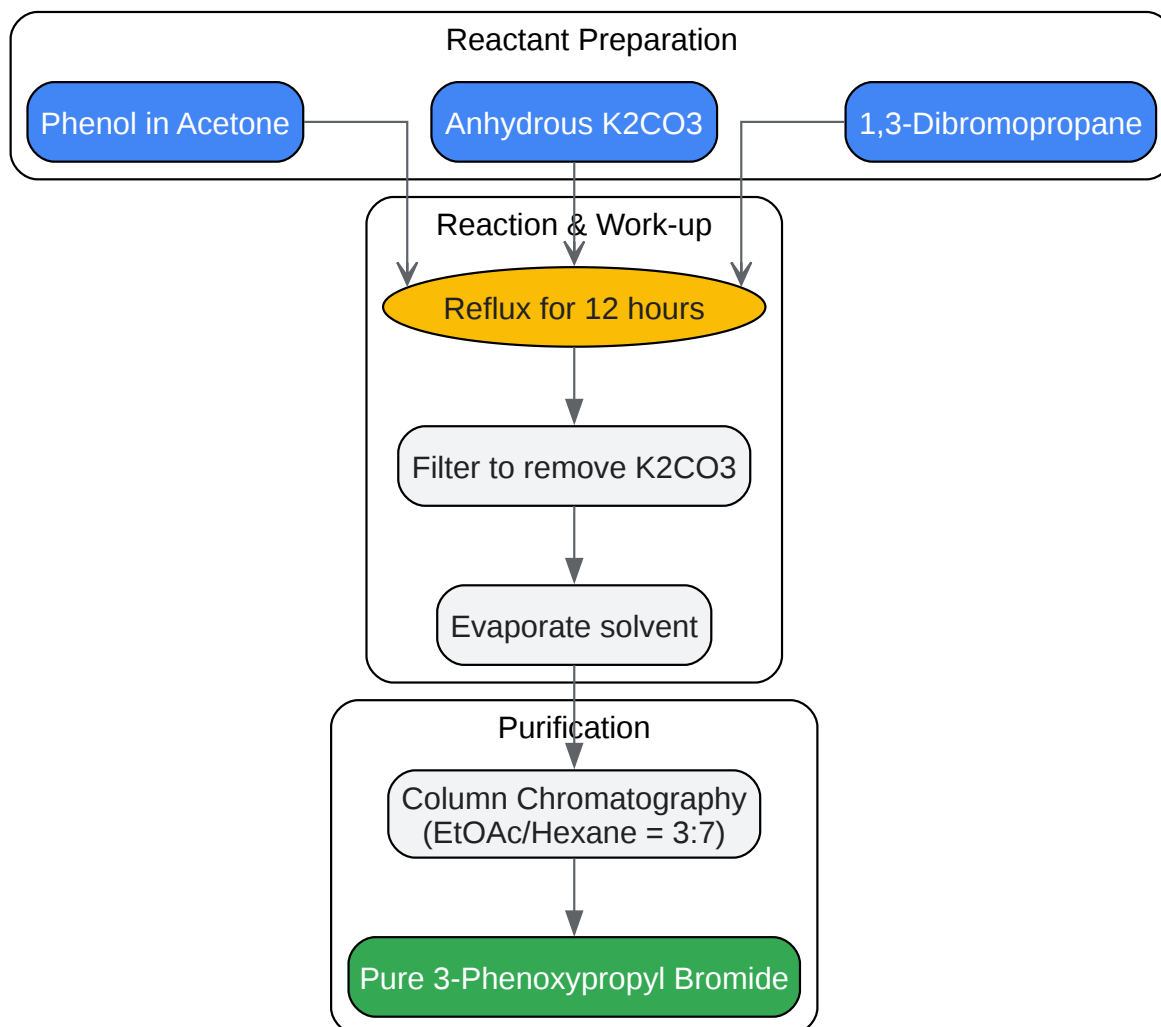 Reactant Preparation
Phenol in Acetone
Anhydrous K2CO3
1,3-Dibromopropane
Reaction & Work-up
Reflux for 12 hours
Filter to remove K2CO3
Evaporate solvent
Purification
Column Chromatography
(EtOAc/Hexane = 3:7)
Pure 3-Phenoxypropyl Bromide